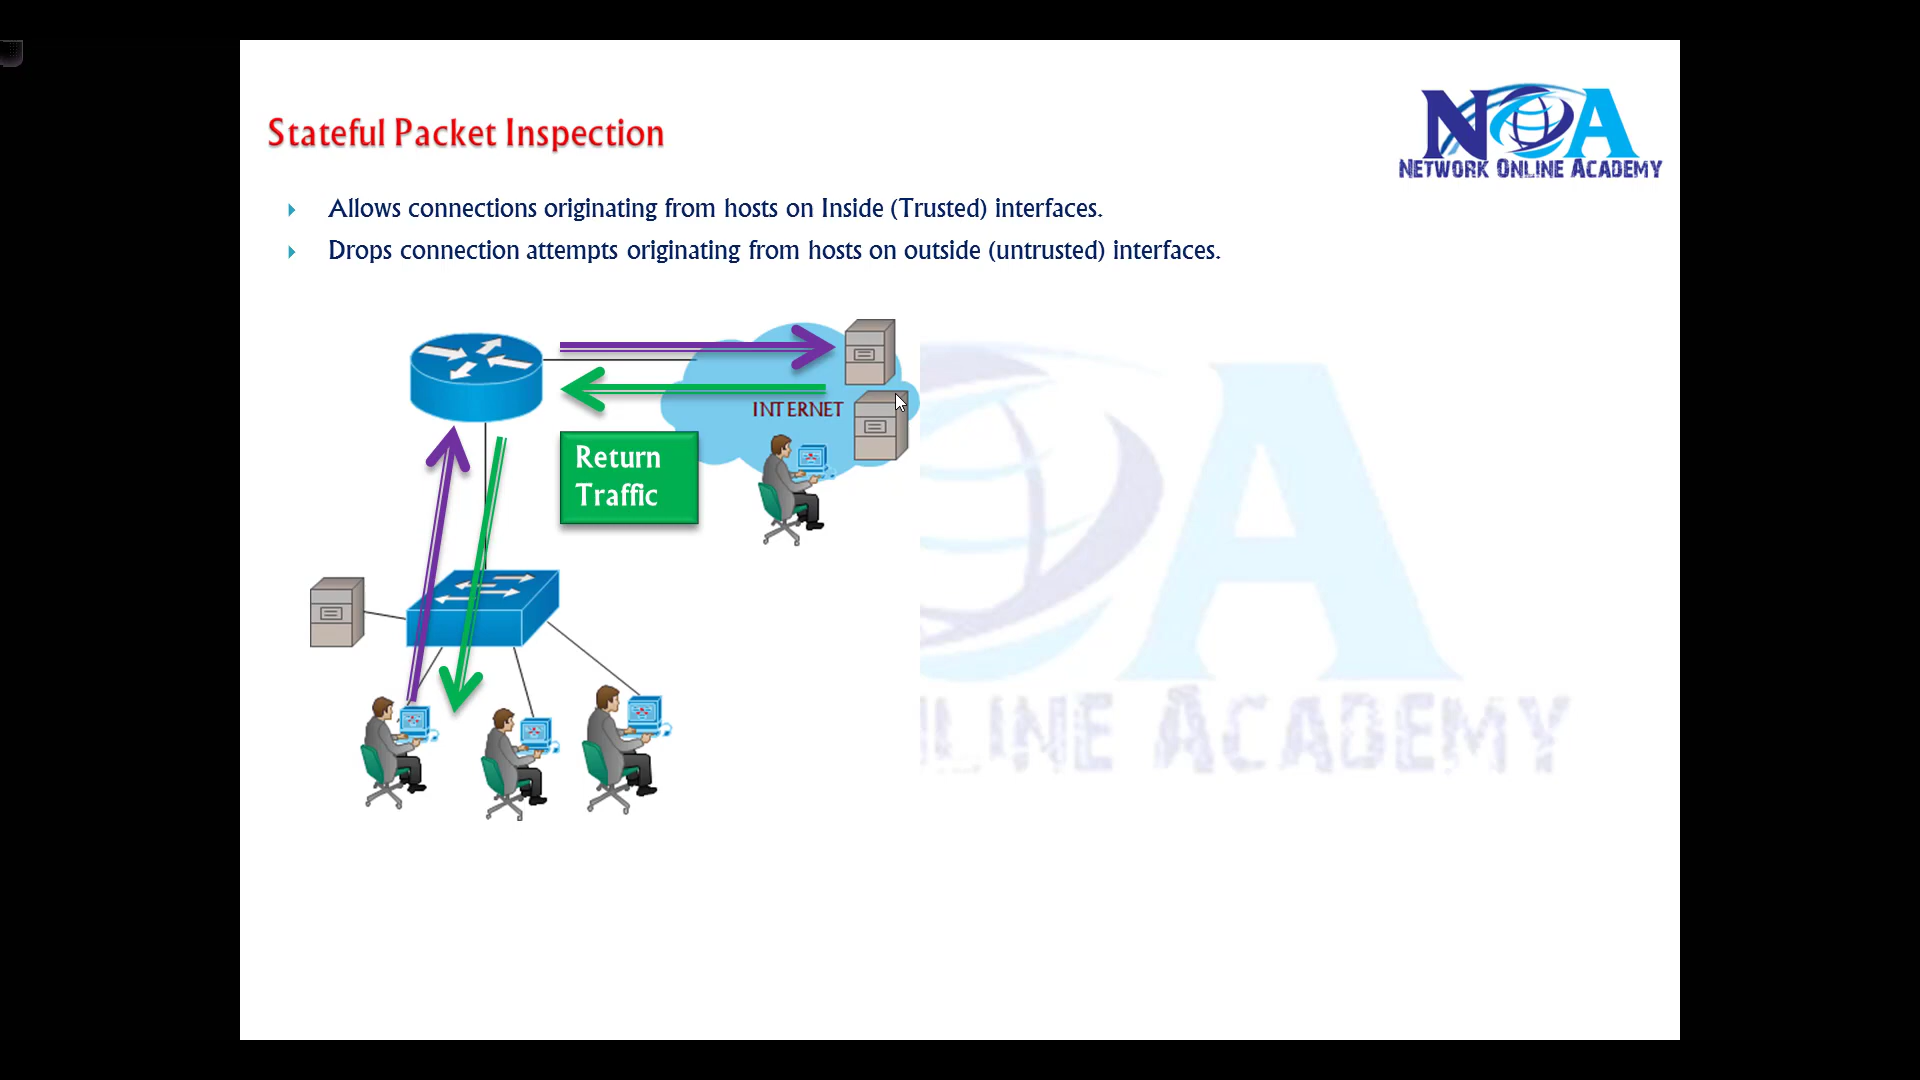 Stateful Packet Inspection
NOA
NETWORK ONLINE ACADEMY
Allows connections originating from hosts on Inside (Trusted) interfaces.
Drops connection attempts originating from hosts on outside (untrusted) interfaces.
INTERNET
Return
Traffic
A
LINE ACADEMY